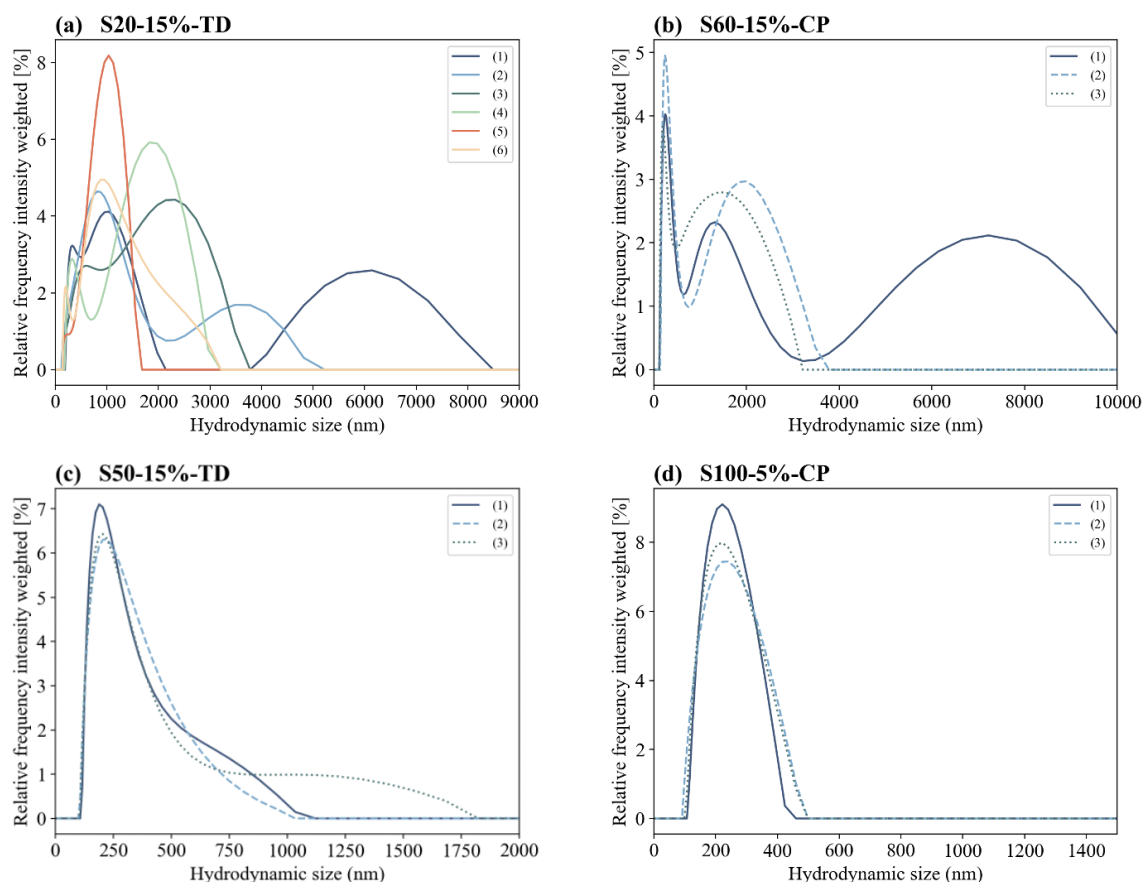 (a) S20-15%-TD
Relative frequency intensity weighted [%]
8
6
4
2
0
(1)
(2)
(3)
(4)
(5)
(6)
0 1000 2000 3000 4000 5000 6000 7000 8000 9000
Hydrodynamic size (nm)
(b) S60-15%-CP
Relative frequency intensity weighted [%]
5
4
3
2
1
0
(1)
(2)
(3)
0 2000 4000 6000 8000 10000
Hydrodynamic size (nm)
(c) S50-15%-TD
Relative frequency intensity weighted [%]
7
6
5
4
3
2
1
0
(1)
(2)
(3)
0 250 500 750 1000 1250 1500 1750 2000
Hydrodynamic size (nm)
(d) S100-5%-CP
Relative frequency intensity weighted [%]
8
6
4
2
0
(1)
(2)
(3)
0 200 400 600 800 1000 1200 1400
Hydrodynamic size (nm)